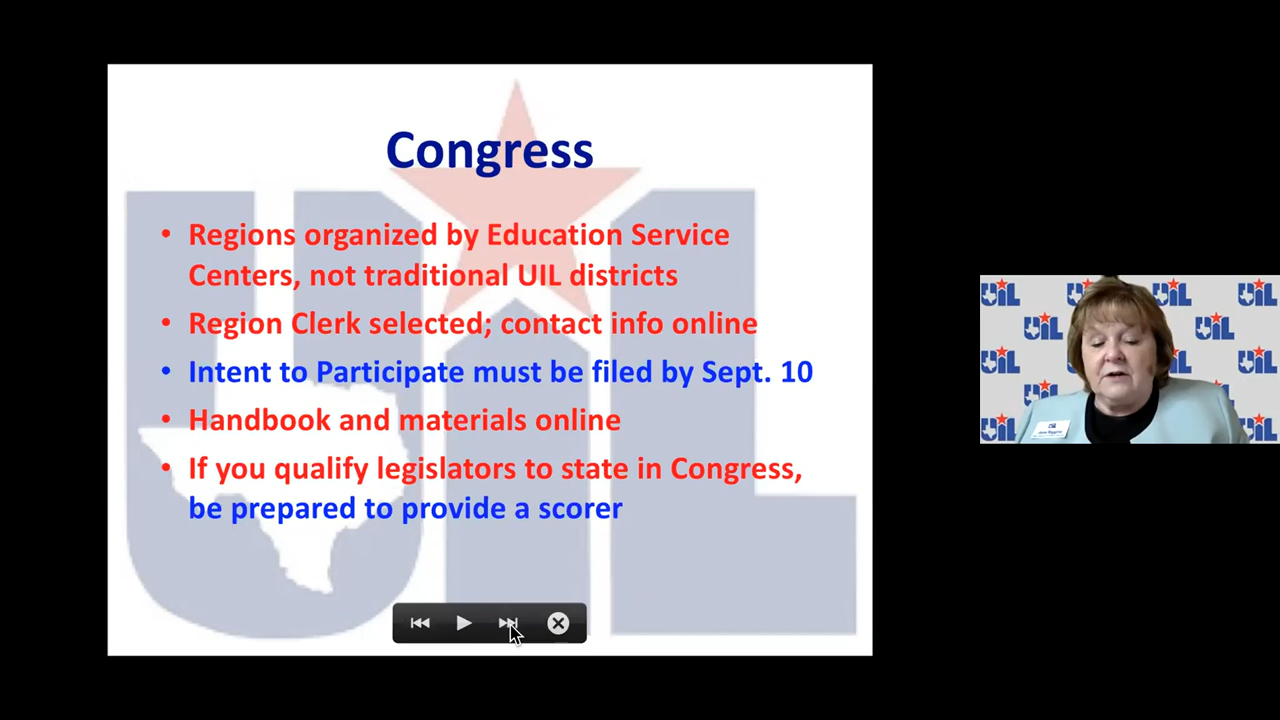 Congress
• Regions organized by Education Service
Centers, not traditional UIL districts
• Region Clerk selected; contact info online
• Intent to Participate must be filed by Sept. 10
• Handbook and materials online
• If you qualify legislators to state in Congress,
be prepared to provide a scorer
UIL